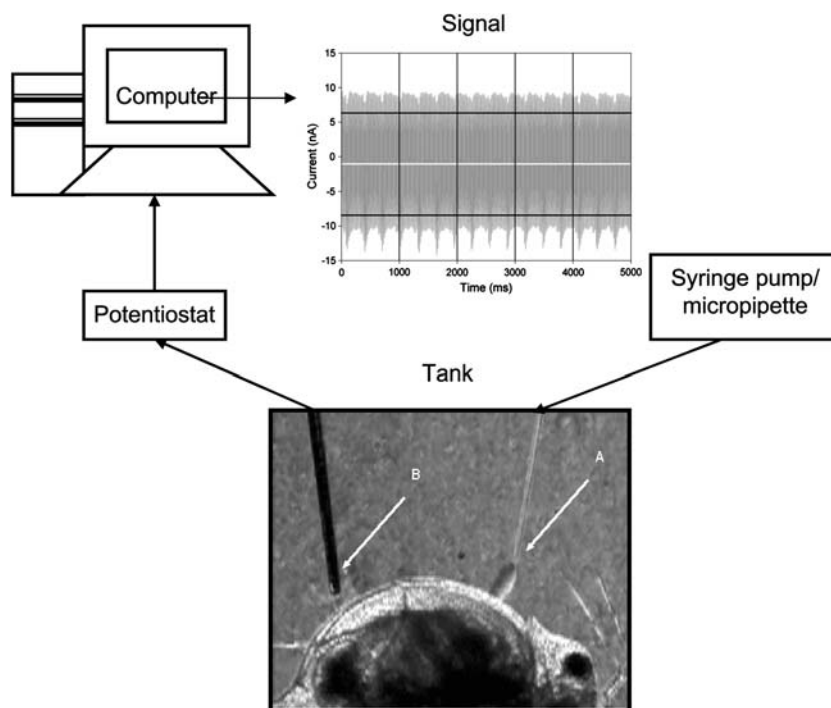 Signal
Computer
15
10
5
0
-5
-10
-15
Current (nA)
0 1000 2000 3000 4000 5000
Time (ms)
Syringe pump/
micropipette
Potentiostat
Tank
B
A